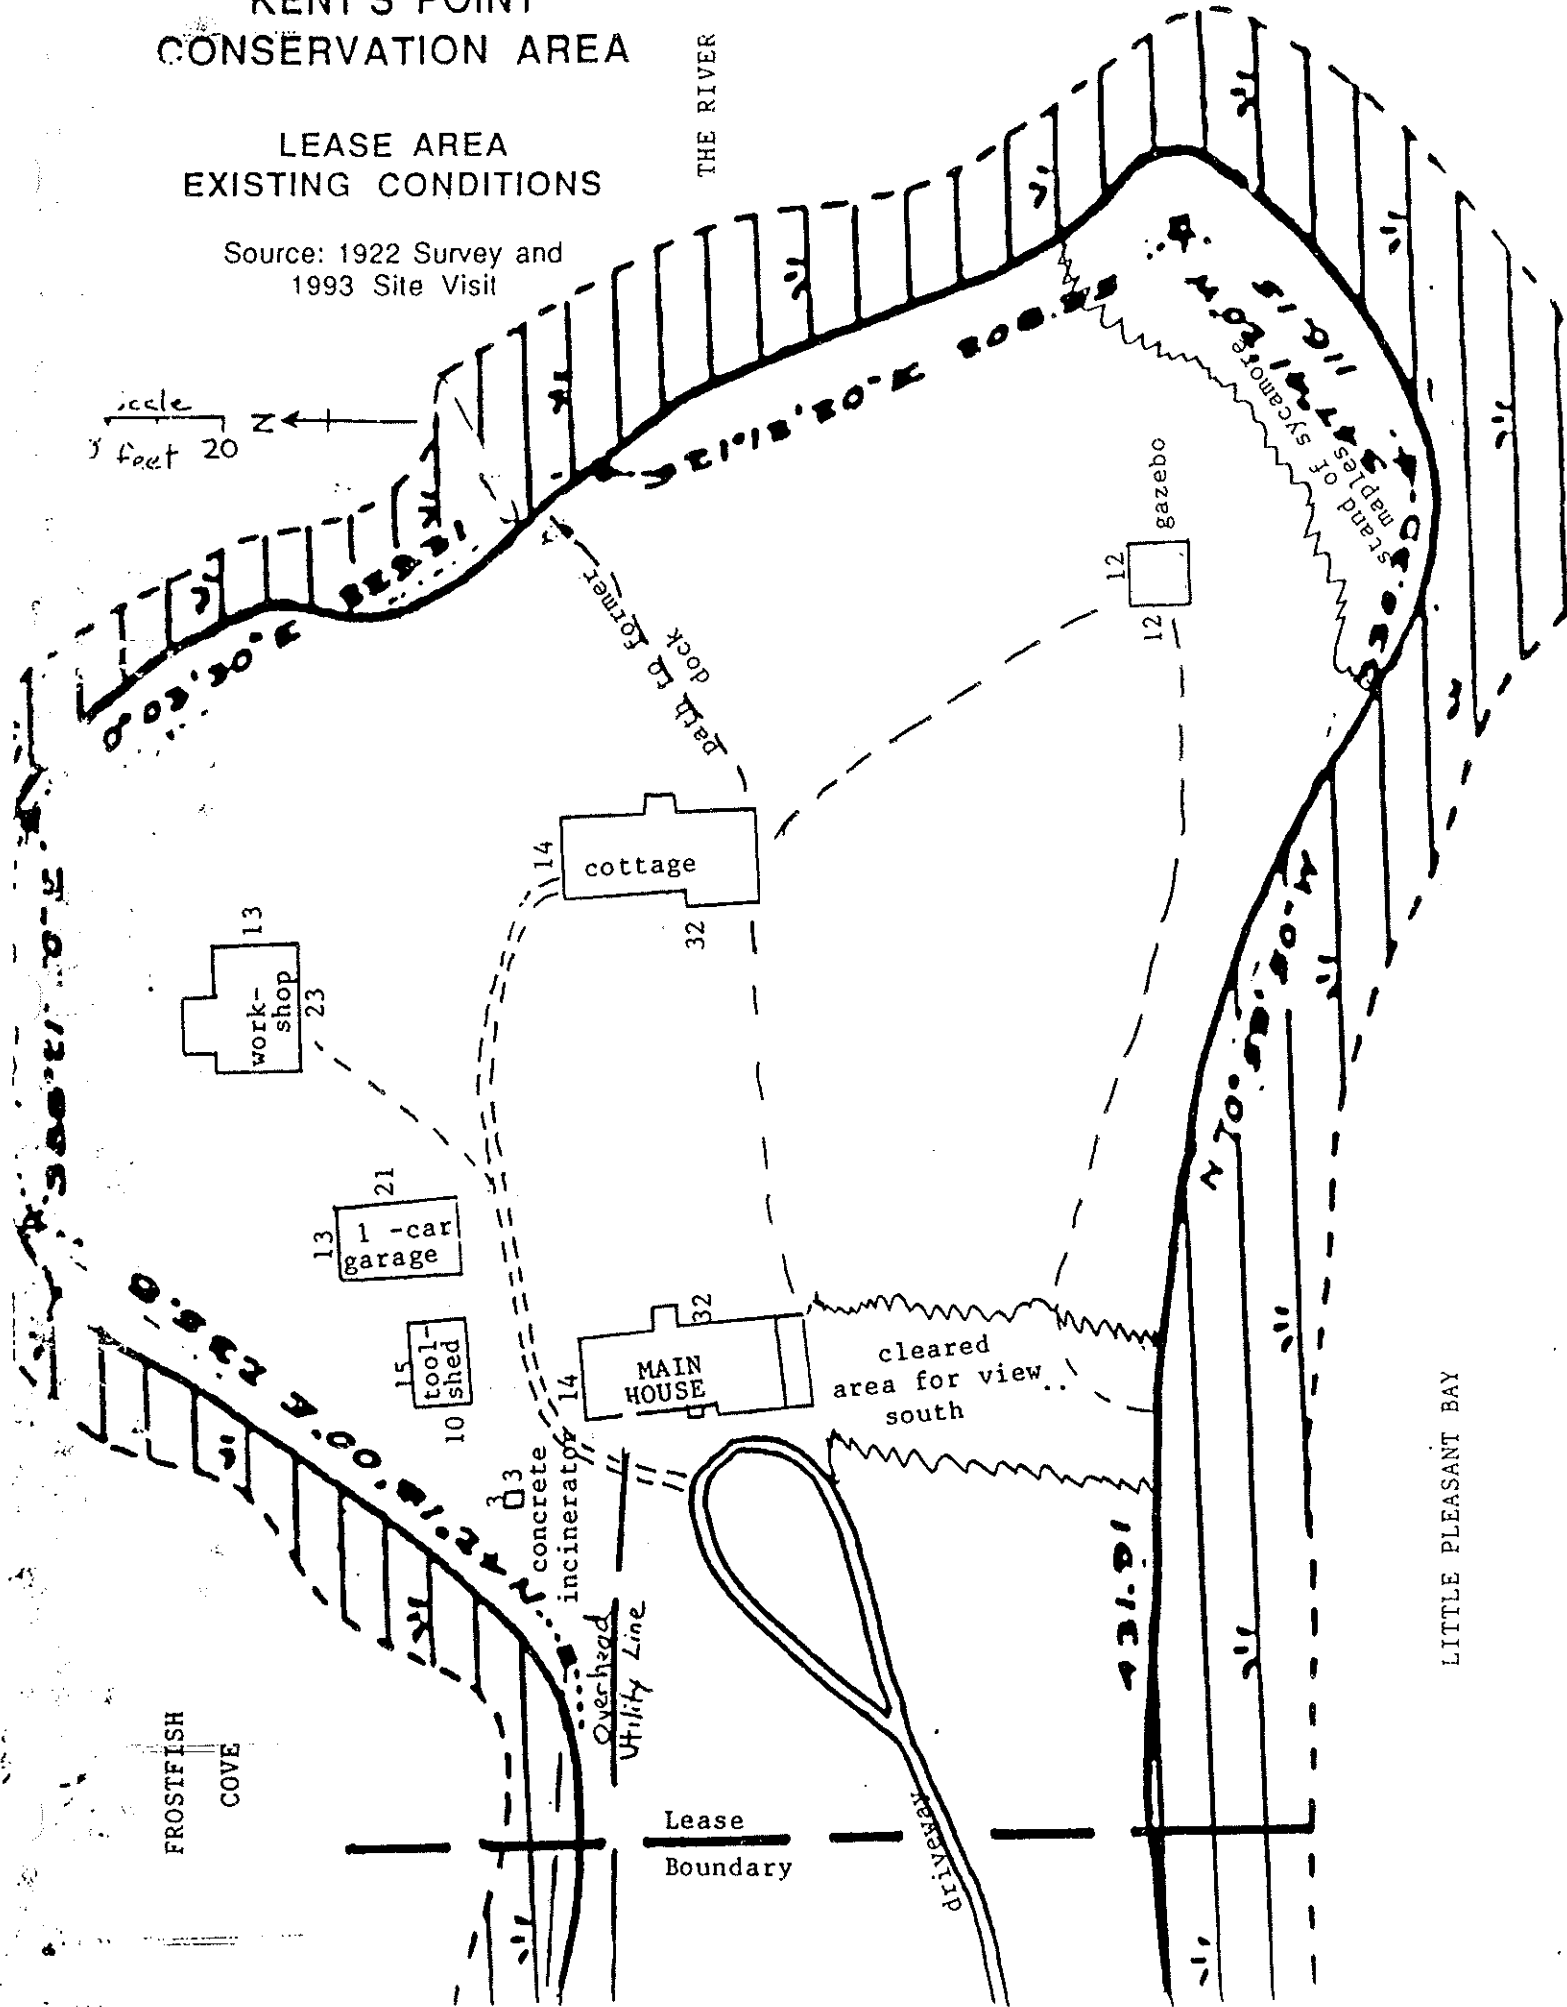 KENT'S POINT
CONSERVATION AREA
LEASE AREA
EXISTING CONDITIONS
Source: 1922 Survey and
1993 Site Visit
THE RIVER
feet 20
N
path to former
dock
12
gazebo
12
stand of sycamore
maples
14
cottage
32
13
work-
shop
23
21
13
1 -car
garage
15
tool-
shed
10
14
MAIN
HOUSE
32
cleared
area for view
south
3
3
concrete
incinerator
Overhead
Utility Line
FROSTFISH
COVE
Lease
Boundary
driveway
LITTLE PLEASANT BAY